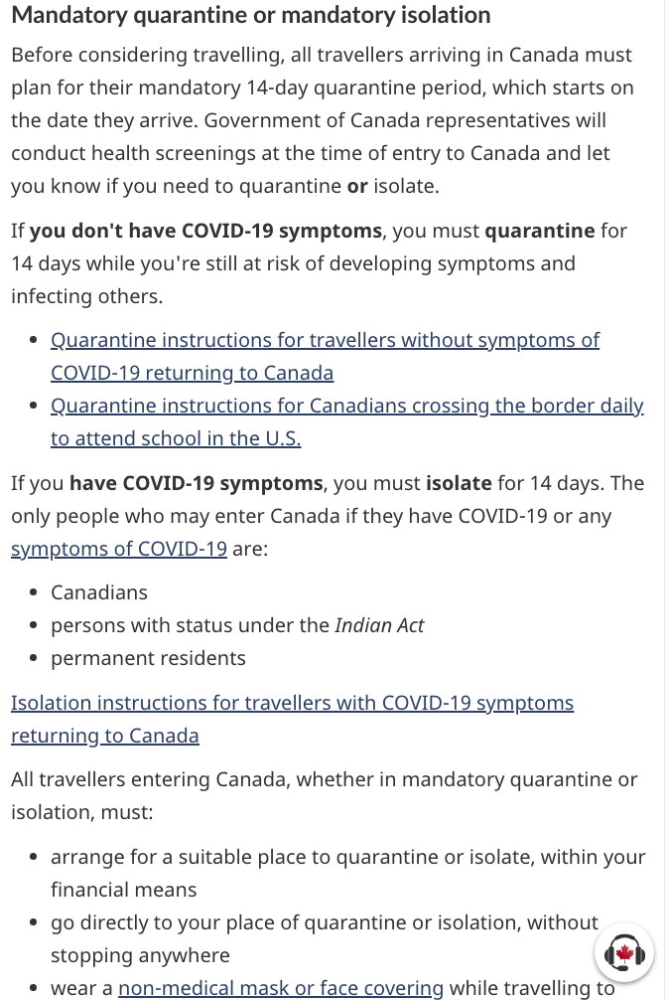 Mandatory quarantine or mandatory isolation
Before considering travelling, all travellers arriving in Canada must
plan for their mandatory 14-day quarantine period, which starts on
the date they arrive. Government of Canada representatives will
conduct health screenings at the time of entry to Canada and let
you know if you need to quarantine or isolate.
If you don't have COVID-19 symptoms, you must quarantine for
14 days while you're still at risk of developing symptoms and
infecting others.
• Quarantine instructions for travellers without symptoms of
COVID-19 returning to Canada
• Quarantine instructions for Canadians crossing the border daily
to attend school in the U.S.
If you have COVID-19 symptoms, you must isolate for 14 days. The
only people who may enter Canada if they have COVID-19 or any
symptoms of COVID-19 are:
• Canadians
• persons with status under the Indian Act
• permanent residents
Isolation instructions for travellers with COVID-19 symptoms
returning to Canada
All travellers entering Canada, whether in mandatory quarantine or
isolation, must:
• arrange for a suitable place to quarantine or isolate, within your
financial means
• go directly to your place of quarantine or isolation, without
stopping anywhere
• wear a non-medical mask or face covering while travelling to